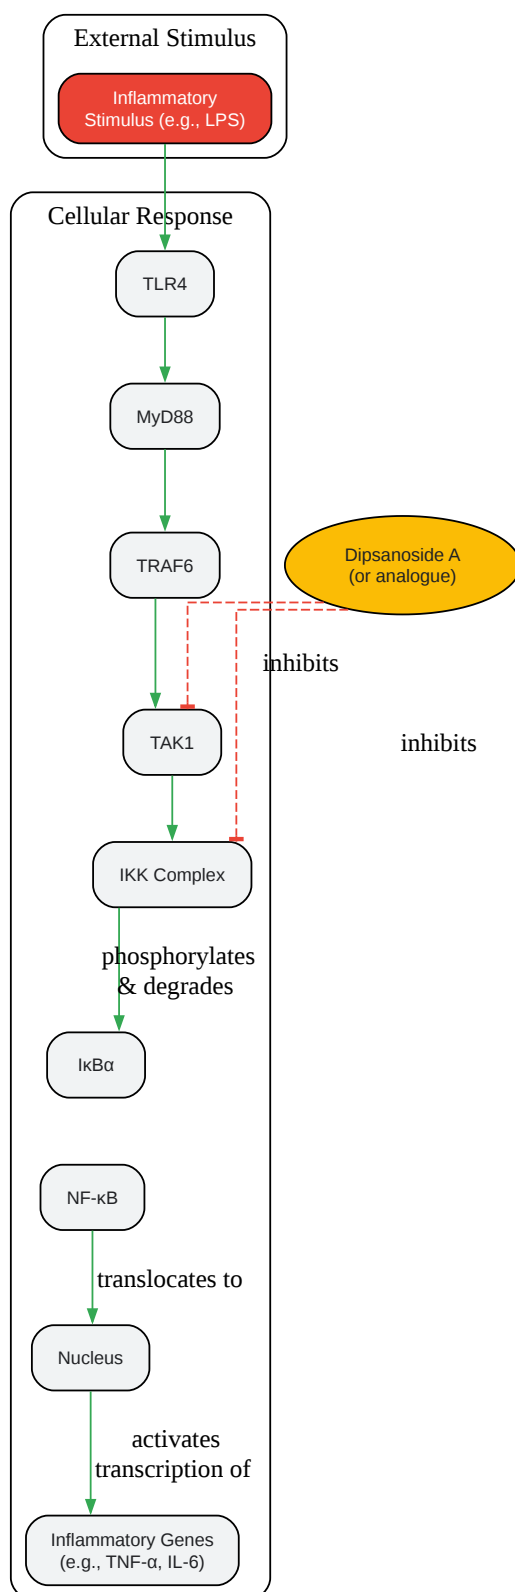 External Stimulus
Inflammatory
Stimulus (e.g., LPS)
Cellular Response
TLR4
MyD88
TRAF6
Dipsanoside A
(or analogue)
inhibits
TAK1
inhibits
IKK Complex
phosphorylates
& degrades
IκBα
NF-κB
translocates to
Nucleus
activates
transcription of
Inflammatory Genes
(e.g., TNF-α, IL-6)